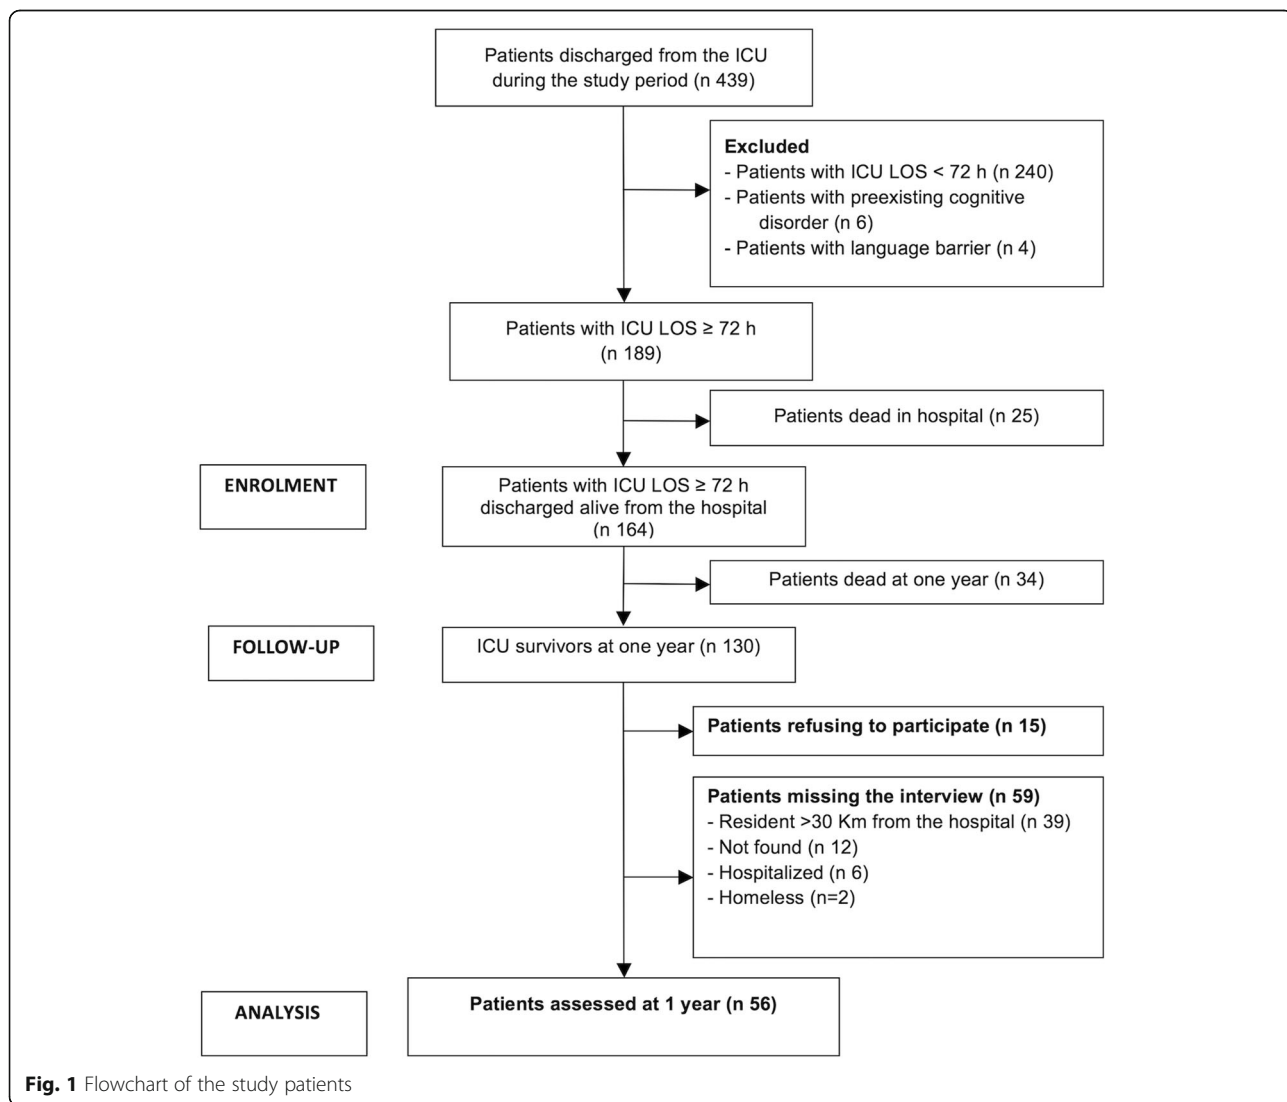 Patients discharged from the ICU
during the study period (n 439)
Excluded
- Patients with ICU LOS < 72 h (n 240)
- Patients with preexisting cognitive
disorder (n 6)
- Patients with language barrier (n 4)
Patients with ICU LOS ≥ 72 h
(n 189)
Patients dead in hospital (n 25)
ENROLMENT
Patients with ICU LOS ≥ 72 h
discharged alive from the hospital
(n 164)
Patients dead at one year (n 34)
FOLLOW-UP
ICU survivors at one year (n 130)
Patients refusing to participate (n 15)
Patients missing the interview (n 59)
- Resident >30 Km from the hospital (n 39)
- Not found (n 12)
- Hospitalized (n 6)
- Homeless (n=2)
ANALYSIS
Patients assessed at 1 year (n 56)
Fig. 1 Flowchart of the study patients